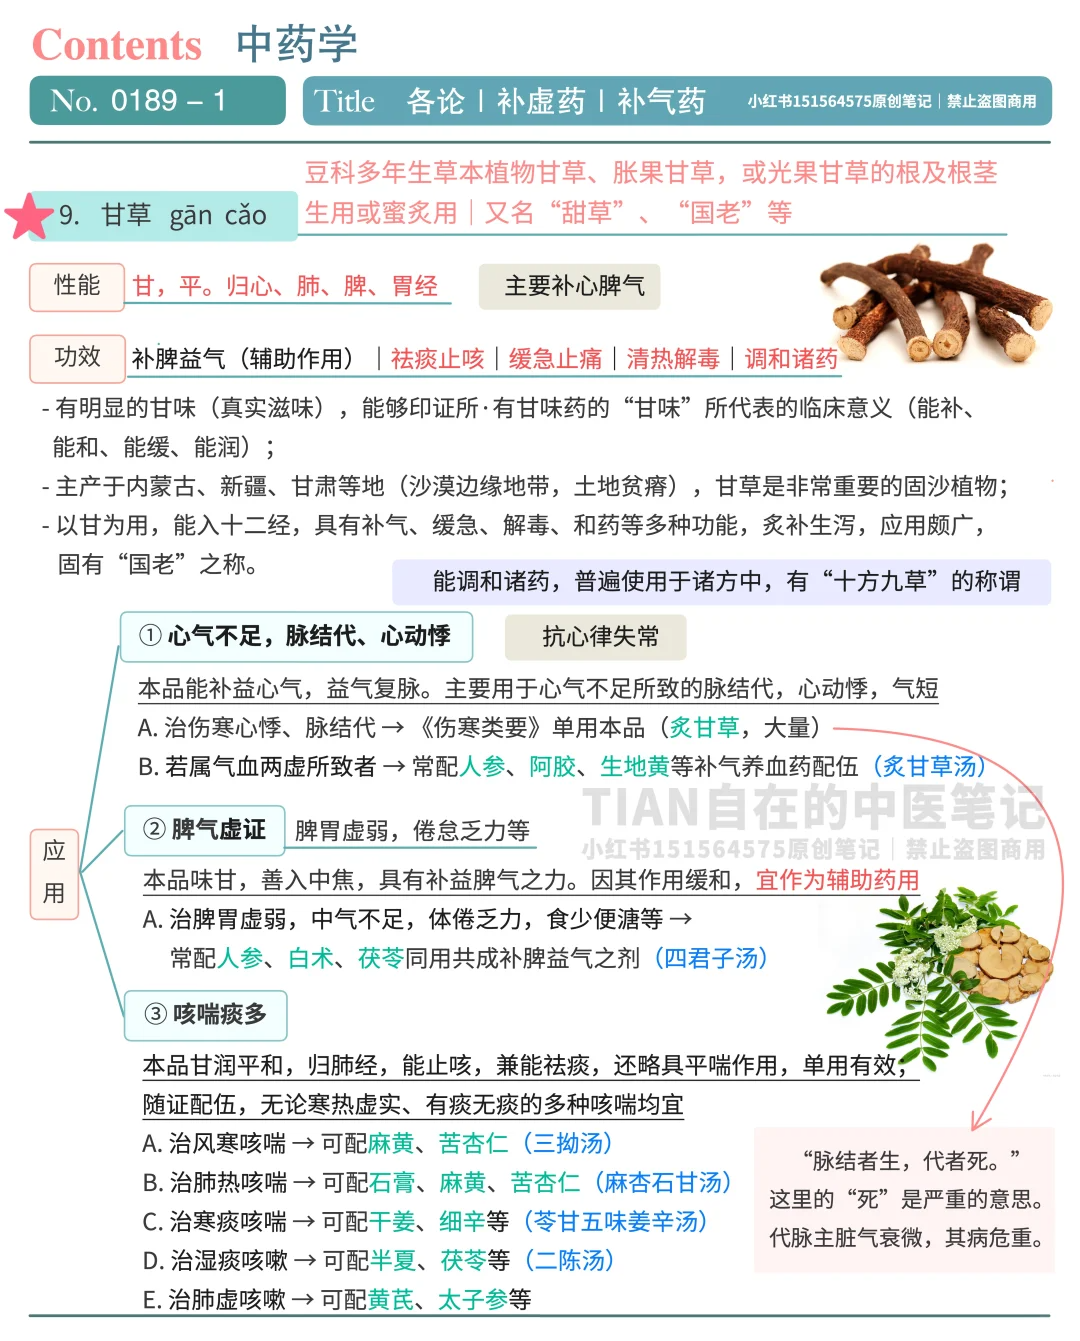 Contents 中药学
No. 0189 – 1
Title 各论 | 补虚药 | 补气药 小红书151564575原创笔记｜禁止盗图商用
豆科多年生草本植物甘草、胀果甘草，或光果甘草的根及根茎
9. 甘草 gān cǎo
生用或蜜炙用｜又名“甜草”、“国老”等
性能 甘，平。归心、肺、脾、胃经 主要补心脾气
功效 补脾益气（辅助作用）｜祛痰止咳｜缓急止痛｜清热解毒｜调和诸药
- 有明显的甘味（真实滋味），能够印证所·有甘味药的“甘味”所代表的临床意义（能补、
能和、能缓、能润）；
- 主产于内蒙古、新疆、甘肃等地（沙漠边缘地带，土地贫瘠），甘草是非常重要的固沙植物；
- 以甘为用，能入十二经，具有补气、缓急、解毒、和药等多种功能，炙补生泻，应用颇广，
固有“国老”之称。
能调和诸药，普遍使用于诸方中，有“十方九草”的称谓
应用
① 心气不足，脉结代、心动悸 抗心律失常
本品能补益心气，益气复脉。主要用于心气不足所致的脉结代，心动悸，气短
A. 治伤寒心悸、脉结代 → 《伤寒类要》单用本品（炙甘草，大量）
B. 若属气血两虚所致者 → 常配人参、阿胶、生地黄等补气养血药配伍（炙甘草汤）
TIAN自在的中医笔记
小红书151564575原创笔记｜禁止盗图商用
② 脾气虚证 脾胃虚弱，倦怠乏力等
本品味甘，善入中焦，具有补益脾气之力。因其作用缓和，宜作为辅助药用
A. 治脾胃虚弱，中气不足，体倦乏力，食少便溏等 →
常配人参、白术、茯苓同用共成补脾益气之剂（四君子汤）
③ 咳喘痰多
本品甘润平和，归肺经，能止咳，兼能祛痰，还略具平喘作用，单用有效；
随证配伍，无论寒热虚实、有痰无痰的多种咳喘均宜
A. 治风寒咳喘 → 可配麻黄、苦杏仁（三拗汤）
B. 治肺热咳喘 → 可配石膏、麻黄、苦杏仁（麻杏石甘汤）
C. 治寒痰咳喘 → 可配干姜、细辛等（苓甘五味姜辛汤）
D. 治湿痰咳嗽 → 可配半夏、茯苓等（二陈汤）
E. 治肺虚咳嗽 → 可配黄芪、太子参等
“脉结者生，代者死。”
这里的“死”是严重的意思。
代脉主脏气衰微，其病危重。